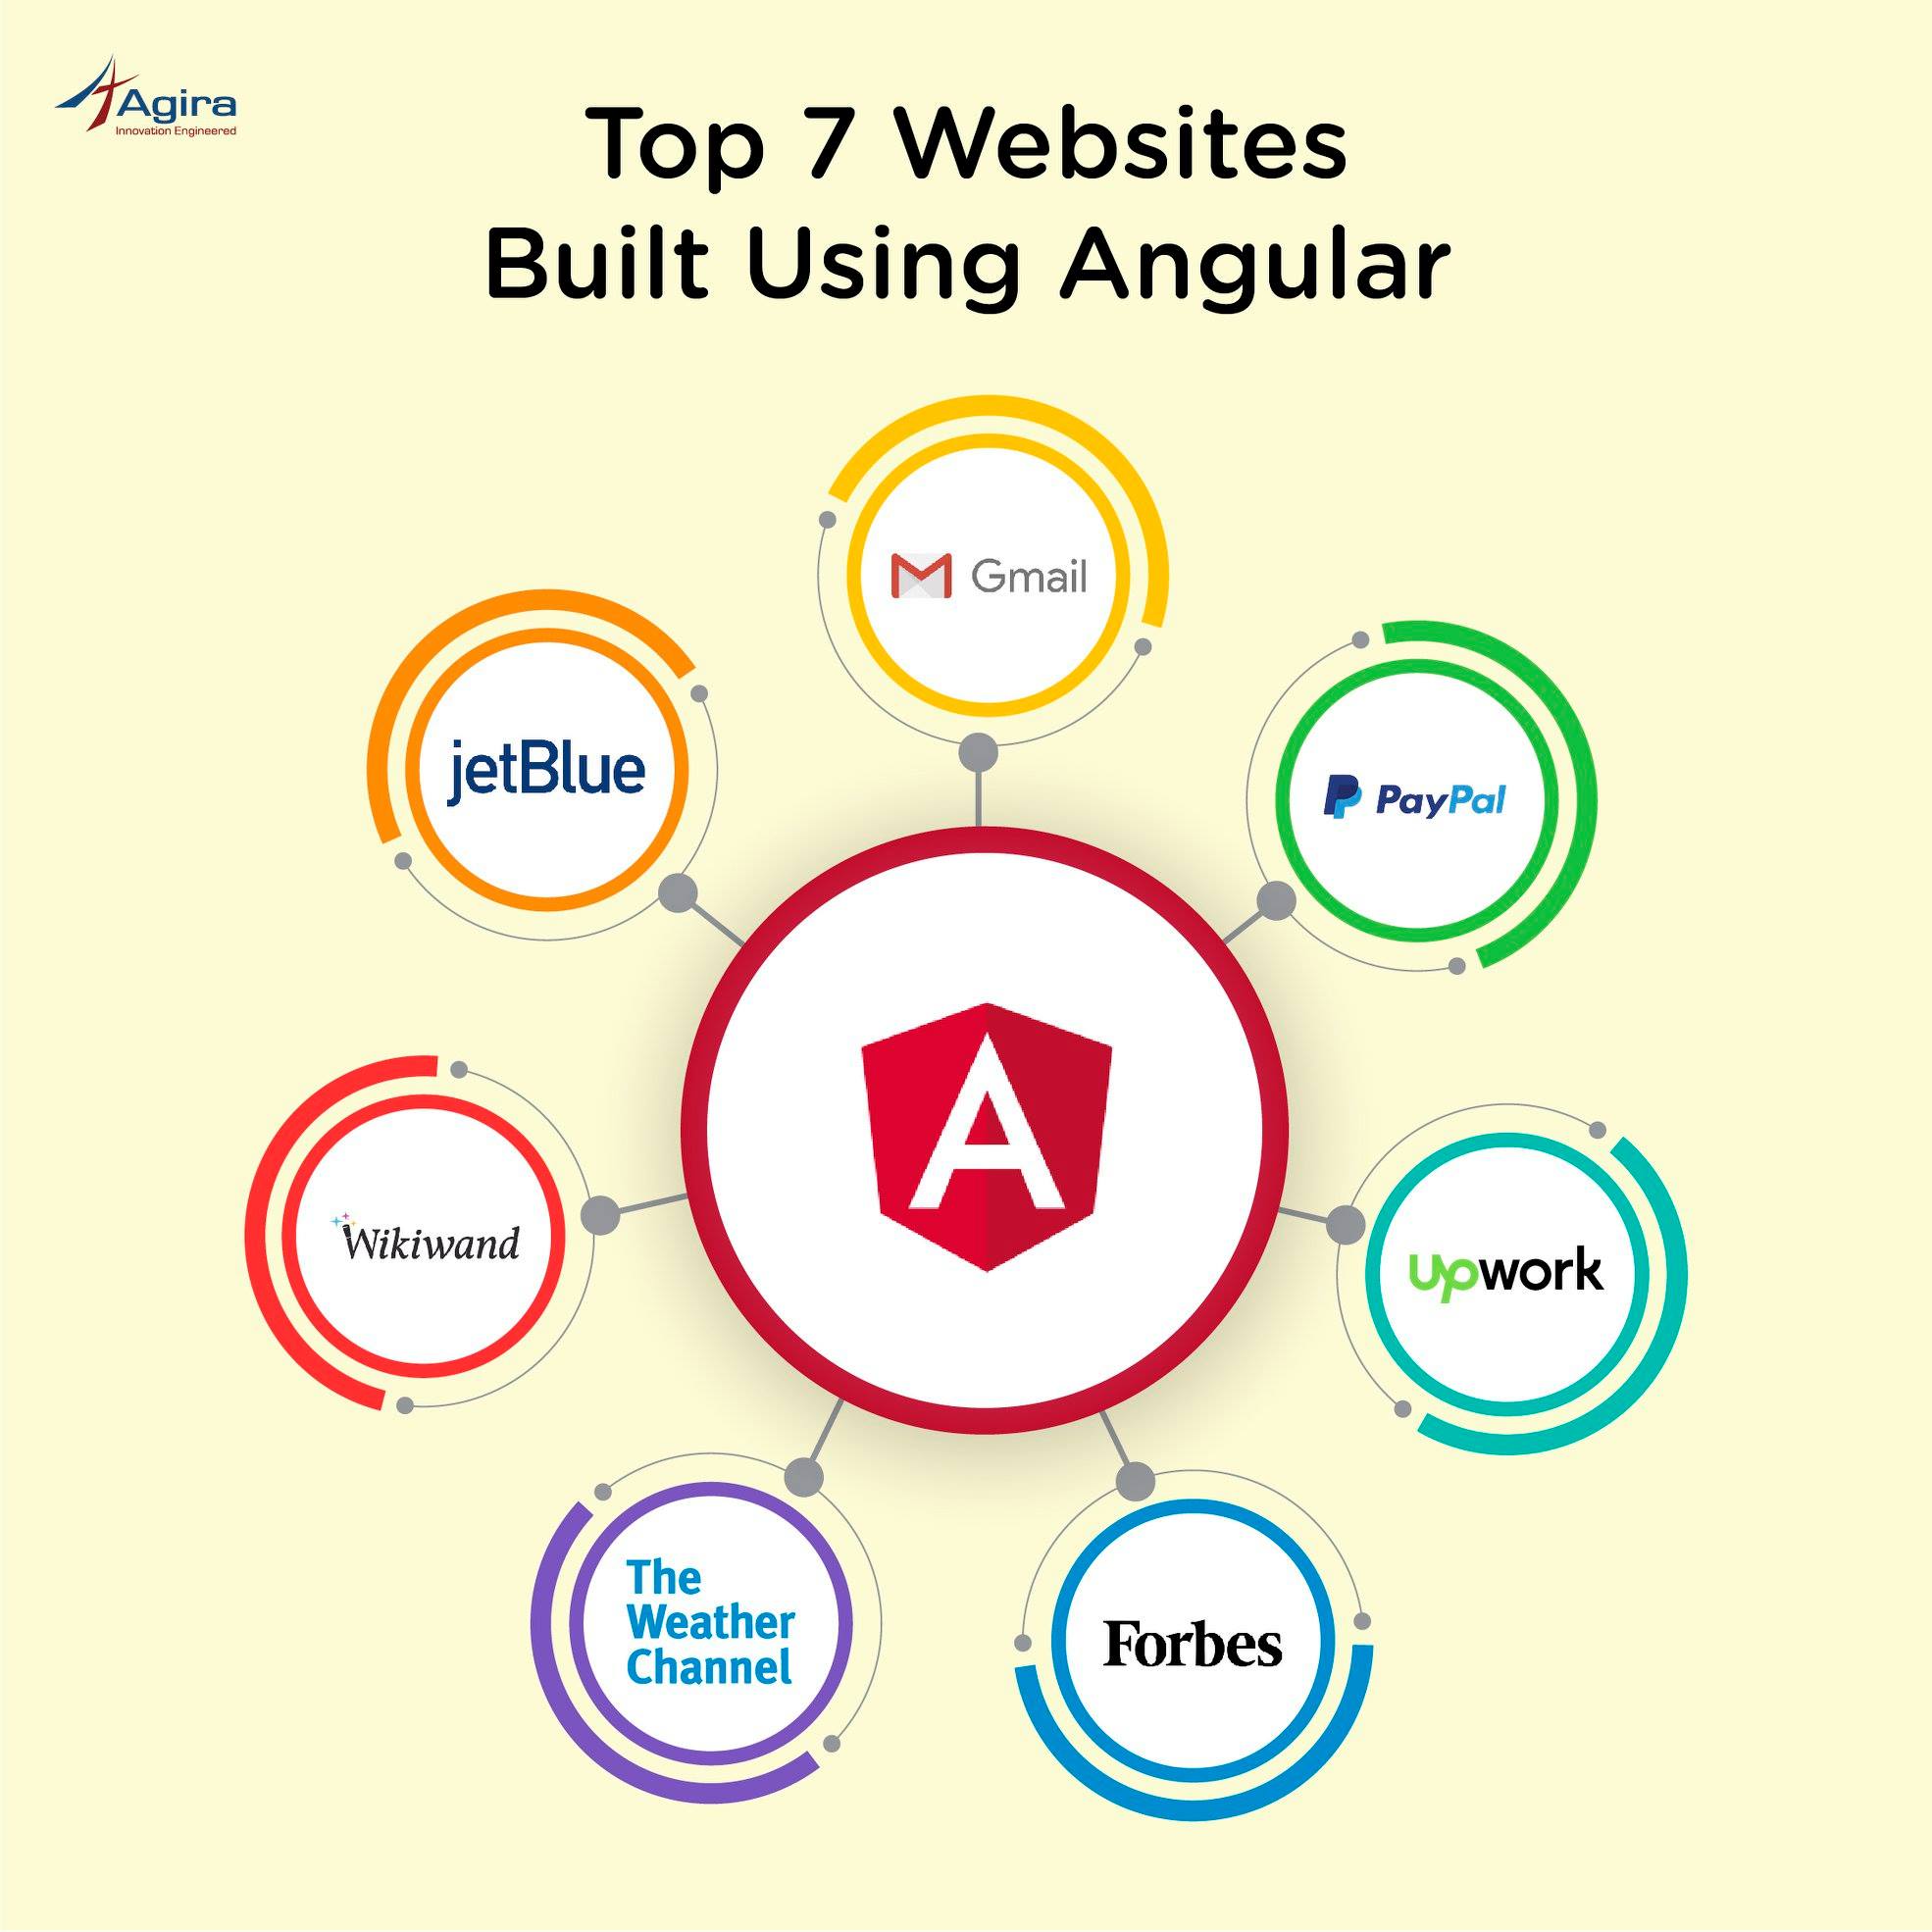 Agira
Innovation Engineered
Top 7 Websites
Built Using Angular
Gmail
jetBlue
PayPal
Wikiwand
upwork
The
Weather
Channel
Forbes